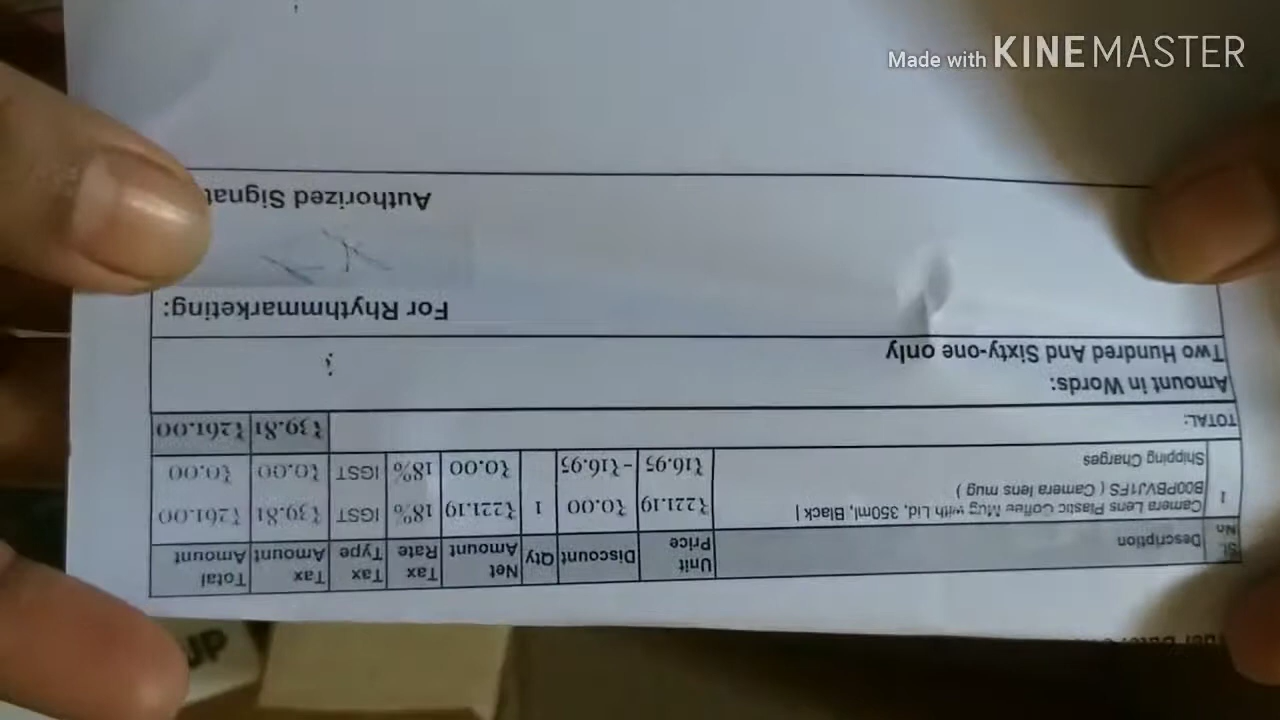 Made with KINEMASTER
Sl. No Description Unit Price Discount Qty Net Amount Tax Rate Tax Type Tax Amount Total Amount
1 Camera Lens Plastic Coffee Mug with Lid, 350ml, Black | ₹221.19 ₹0.00 1 ₹221.19 18% IGST ₹39.81 ₹261.00
B00PBVJ1FS ( Camera lens mug )
Shipping Charges ₹16.95 -₹16.95 ₹0.00 18% IGST ₹0.00 ₹0.00
TOTAL: ₹39.81 ₹261.00
Amount in Words:
Two Hundred And Sixty-one only
For Rhythmmarketing:
Authorized Signat